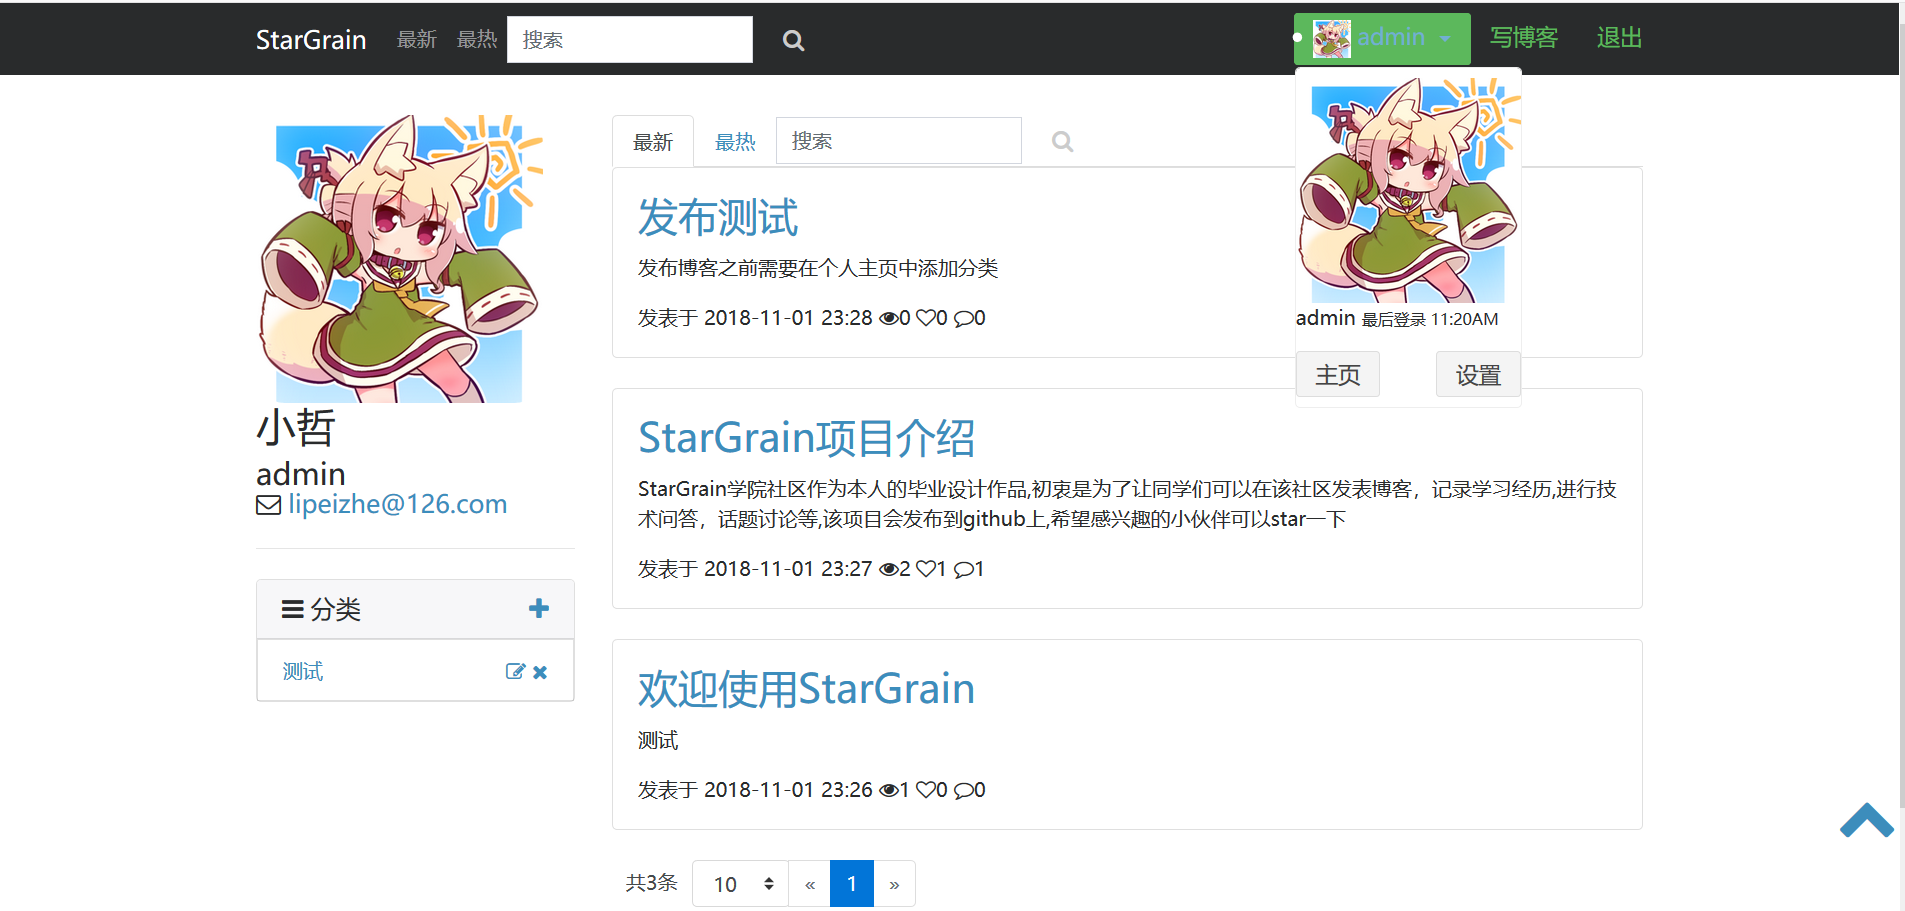 StarGrain 最新 最热 搜索 admin 写博客 退出
小哲
admin
lipeizhe@126.com
分类
测试
最新 最热 搜索
发布测试
发布博客之前需要在个人主页中添加分类
发表于 2018-11-01 23:28 0 0 0
StarGrain项目介绍
StarGrain学院社区作为本人的毕业设计作品,初衷是为了让同学们可以在该社区发表博客，记录学习经历,进行技
术问答，话题讨论等,该项目会发布到github上,希望感兴趣的小伙伴可以star一下
发表于 2018-11-01 23:27 2 1 1
欢迎使用StarGrain
测试
发表于 2018-11-01 23:26 1 0 0
共3条 10 « 1 »
admin 最后登录 11:20AM
主页 设置